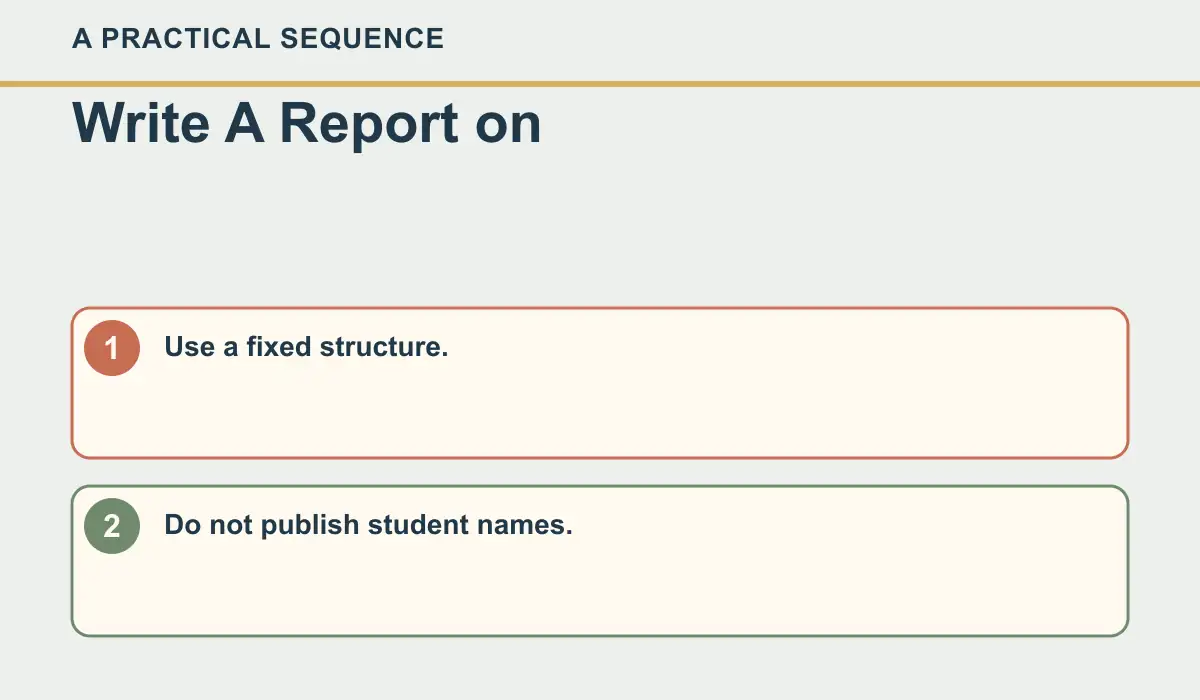 A PRACTICAL SEQUENCE
Write A Report on
1 Use a fixed structure.
2 Do not publish student names.